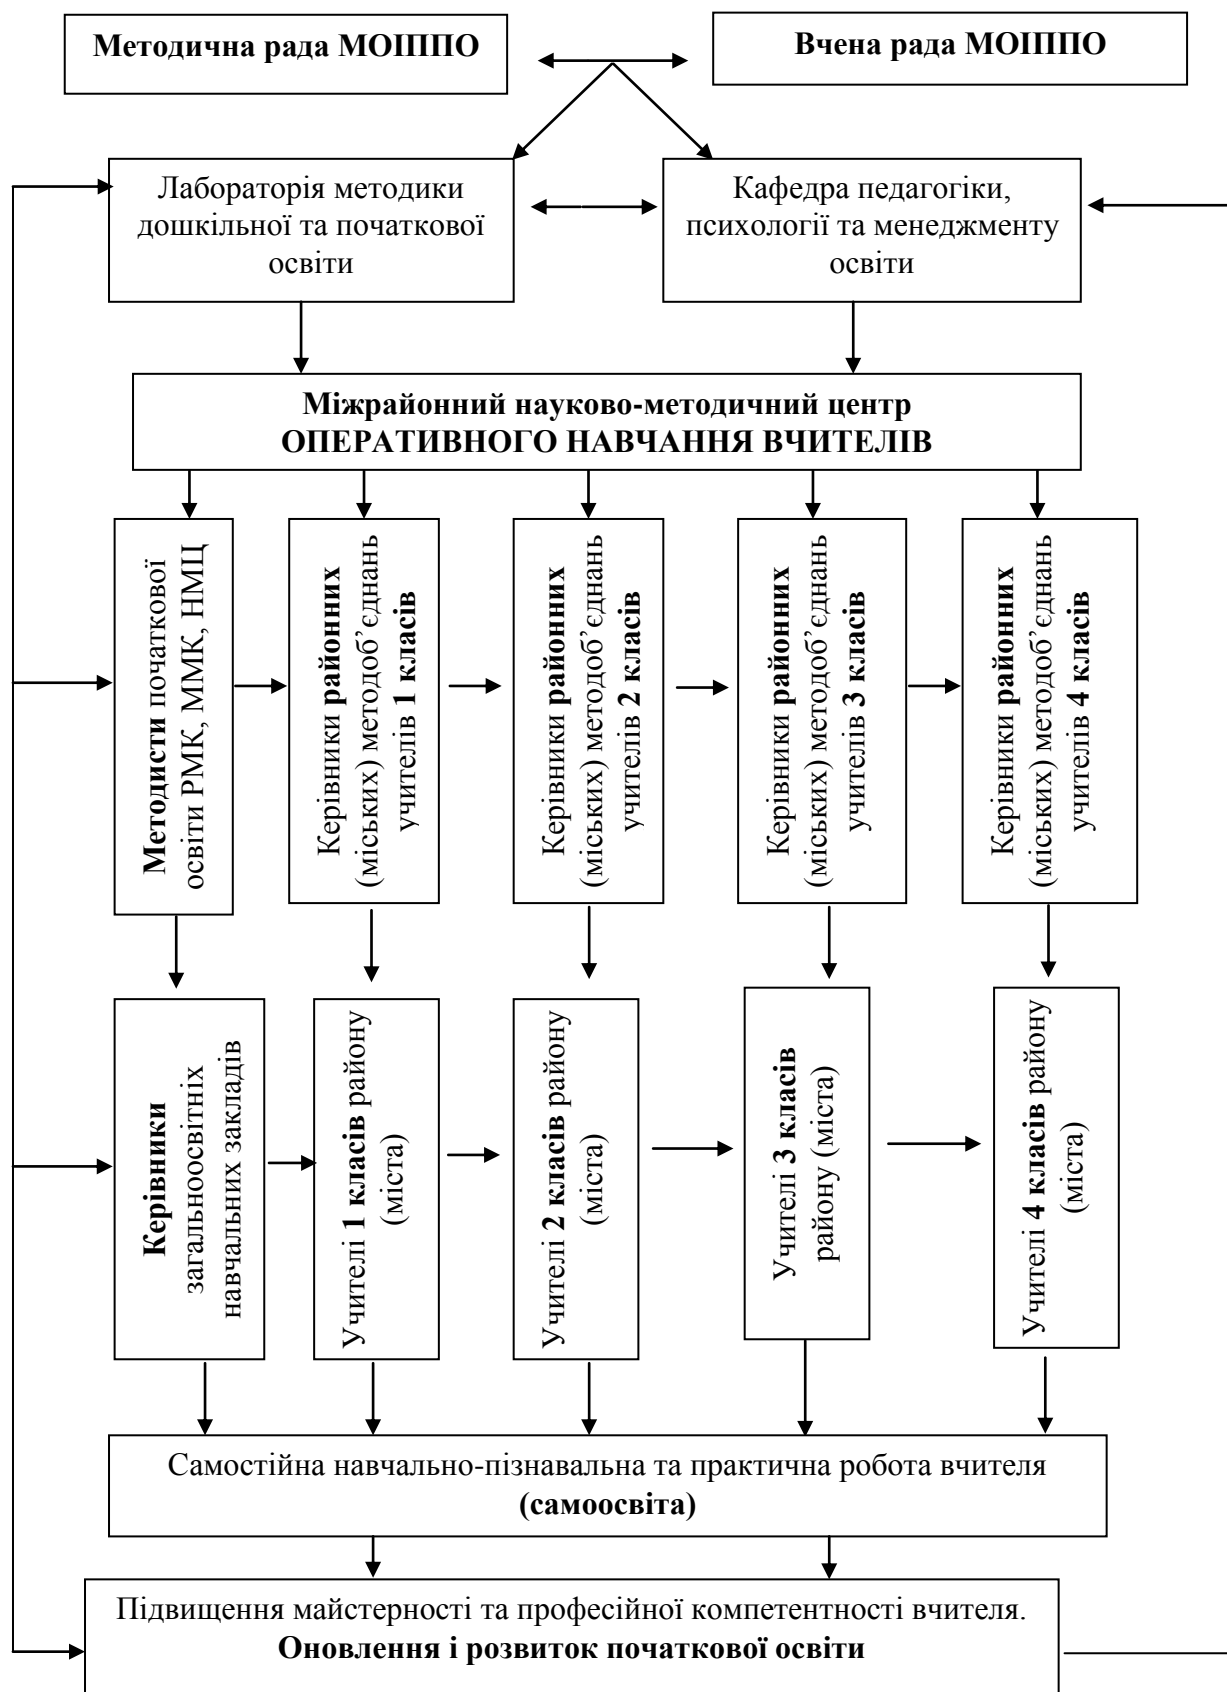 Методична рада МОІППО
Вчена рада МОІППО
Лабораторія методики
дошкільної та початкової
освіти
Кафедра педагогіки,
психології та менеджменту
освіти
Міжрайонний науково-методичний центр
ОПЕРАТИВНОГО НАВЧАННЯ ВЧИТЕЛІВ
Методисти початкової
освіти РМК, ММК, НМЦ
Керівники районних
(міських) методоб’єднань
учителів 1 класів
Керівники районних
(міських) методоб’єднань
учителів 2 класів
Керівники районних
(міських) методоб’єднань
учителів 3 класів
Керівники районних
(міських) методоб’єднань
учителів 4 класів
Керівники
загальноосвітніх
навчальних закладів
Учителі 1 класів району
(міста)
Учителі 2 класів району
(міста)
Учителі 3 класів
району (міста)
Учителі 4 класів району
(міста)
Самостійна навчально-пізнавальна та практична робота вчителя
(самоосвіта)
Підвищення майстерності та професійної компетентності вчителя.
Оновлення і розвиток початкової освіти